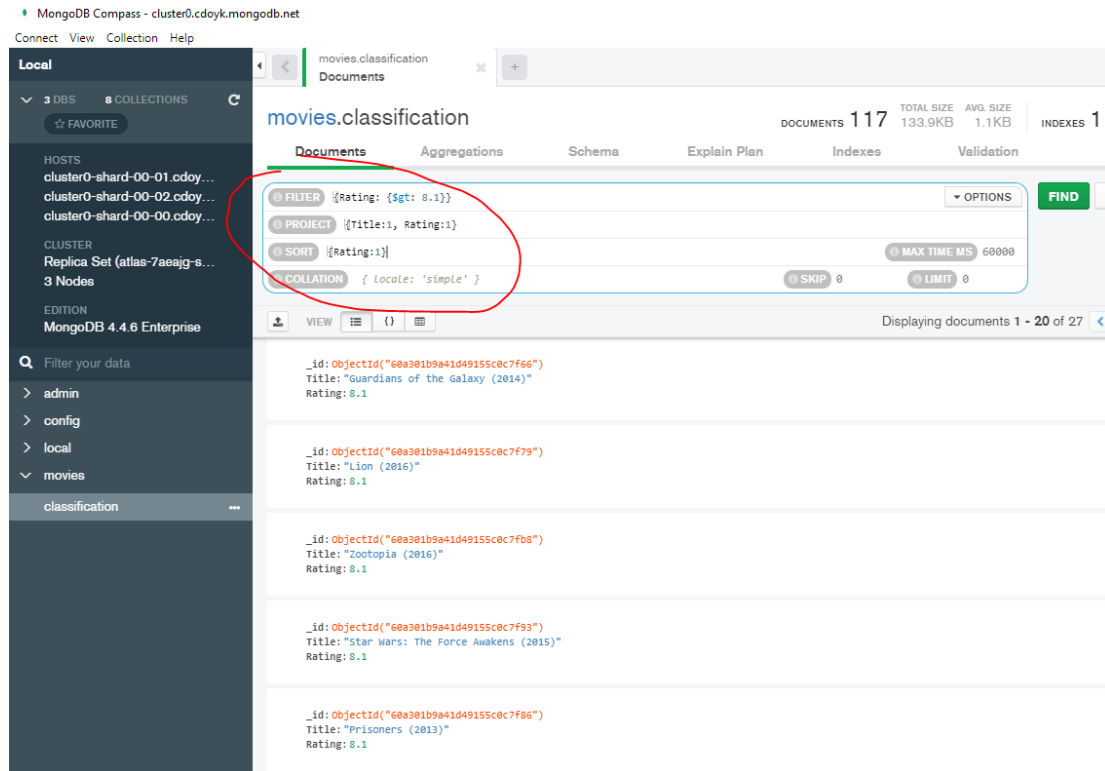 MongoDB Compass - cluster0.cdoyk.mongodb.net
Connect View Collection Help
Local
3 DBS 8 COLLECTIONS
FAVORITE
HOSTS
cluster0-shard-00-01.cdoy...
cluster0-shard-00-02.cdoy...
cluster0-shard-00-00.cdoy...
CLUSTER
Replica Set (atlas-7aeajg-s...
3 Nodes
EDITION
MongoDB 4.4.6 Enterprise
Filter your data
admin
config
local
movies
classification
movies.classification
Documents
movies.classification
DOCUMENTS 117 TOTAL SIZE 133.9KB AVG. SIZE 1.1KB INDEXES 1
Documents Aggregations Schema Explain Plan Indexes Validation
FILTER {Rating: {$gt: 8.1}} OPTIONS FIND
PROJECT {Title:1, Rating:1}
SORT {Rating:1} MAX TIME MS 60000
COLLATION { locale: 'simple' } SKIP 0 LIMIT 0
VIEW {} Displaying documents 1 - 20 of 27
_id:ObjectId("60a301b9a41d49155c0c7f66")
Title:"Guardians of the Galaxy (2014)"
Rating:8.1
_id:ObjectId("60a301b9a41d49155c0c7f79")
Title:"Lion (2016)"
Rating:8.1
_id:ObjectId("60a301b9a41d49155c0c7fb8")
Title:"Zootopia (2016)"
Rating:8.1
_id:ObjectId("60a301b9a41d49155c0c7f93")
Title:"Star Wars: The Force Awakens (2015)"
Rating:8.1
_id:ObjectId("60a301b9a41d49155c0c7f86")
Title:"Prisoners (2013)"
Rating:8.1